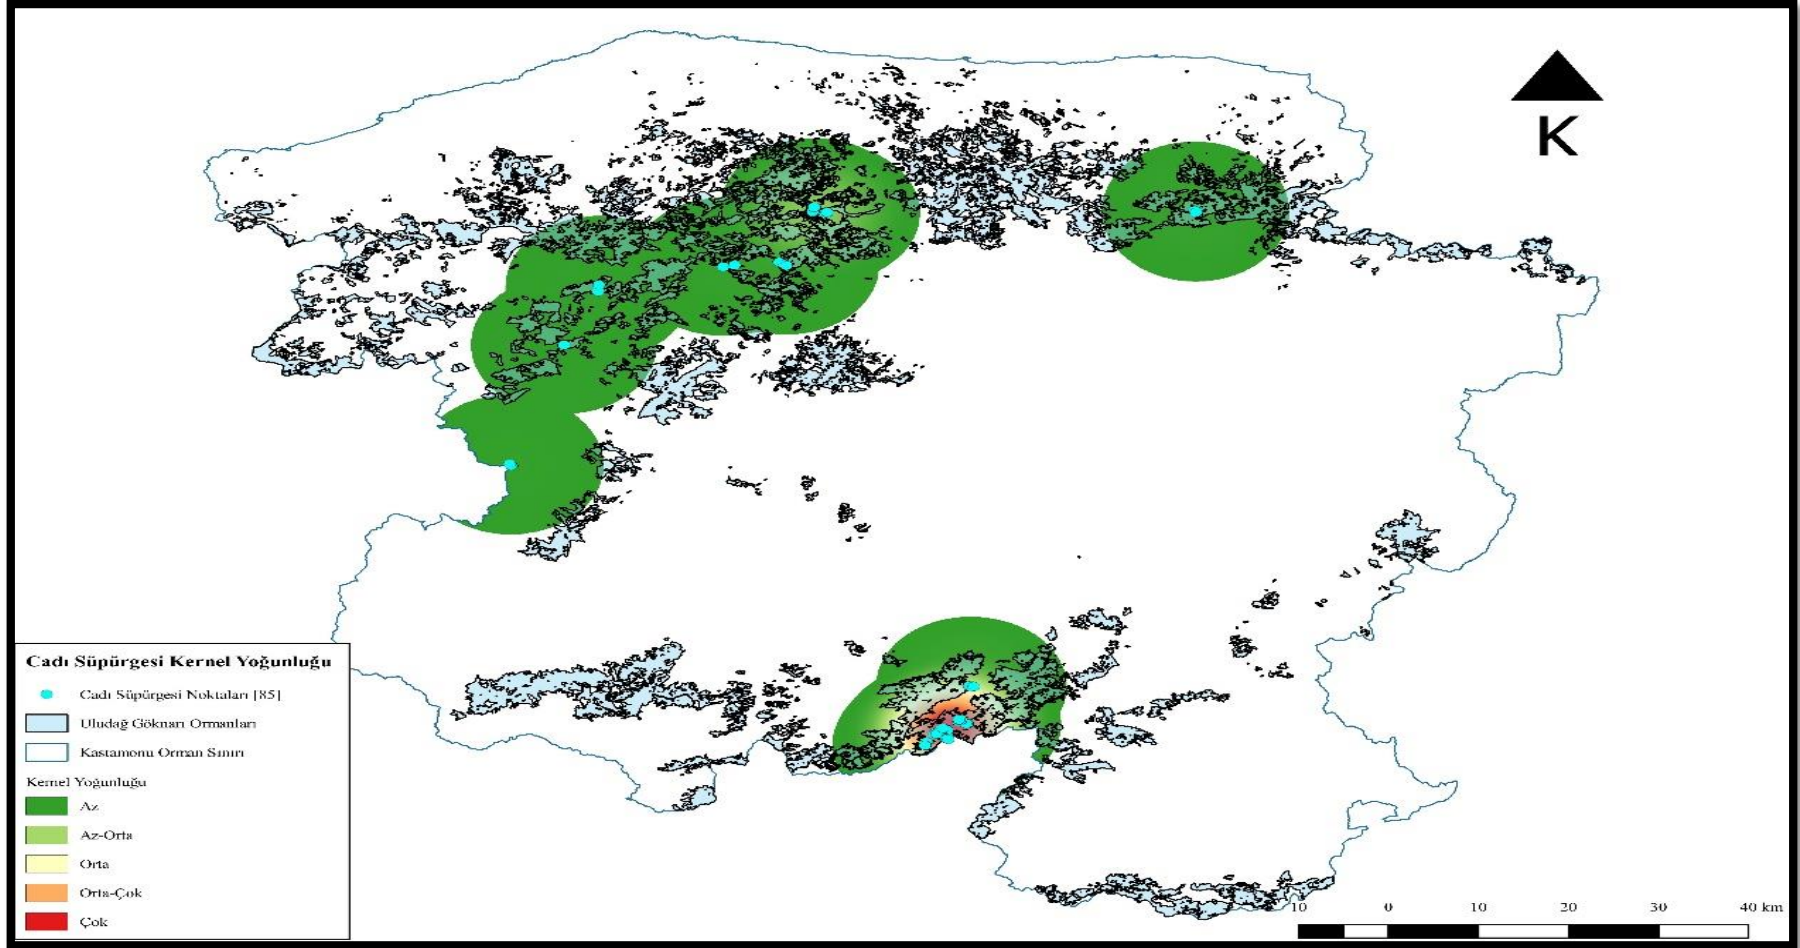 K
Cadı Süpürgesi Kernel Yoğunluğu
Cadı Süpürgesi Noktaları [85]
Uludağ Göknarı Ormanları
Kastamonu Orman Sınırı
Kernel Yoğunluğu
Az
Az-Orta
Orta
Orta-Çok
Çok
10 0 10 20 30 40 km